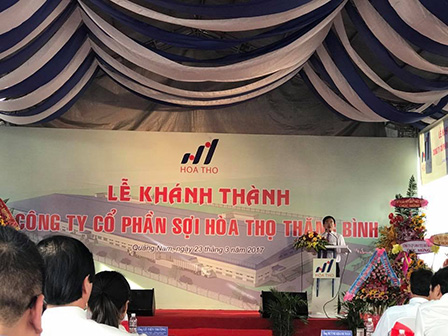 HOA THO
LỄ KHÁNH THÀNH
CÔNG TY CỔ PHẦN SỢI HÒA THỌ THĂNG BÌNH
Quảng Nam, ngày 23 tháng 3 năm 2017